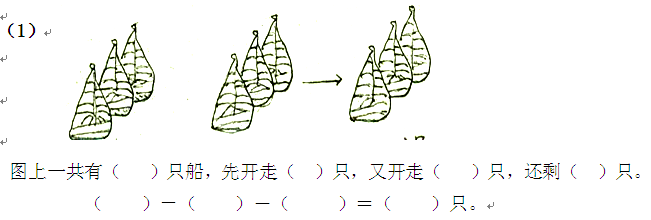 （1）
图上一共有（　）只船，先开走（　）只，又开走（　）只，还剩（　）只。
（　）－（　）－（　）＝（　）只。